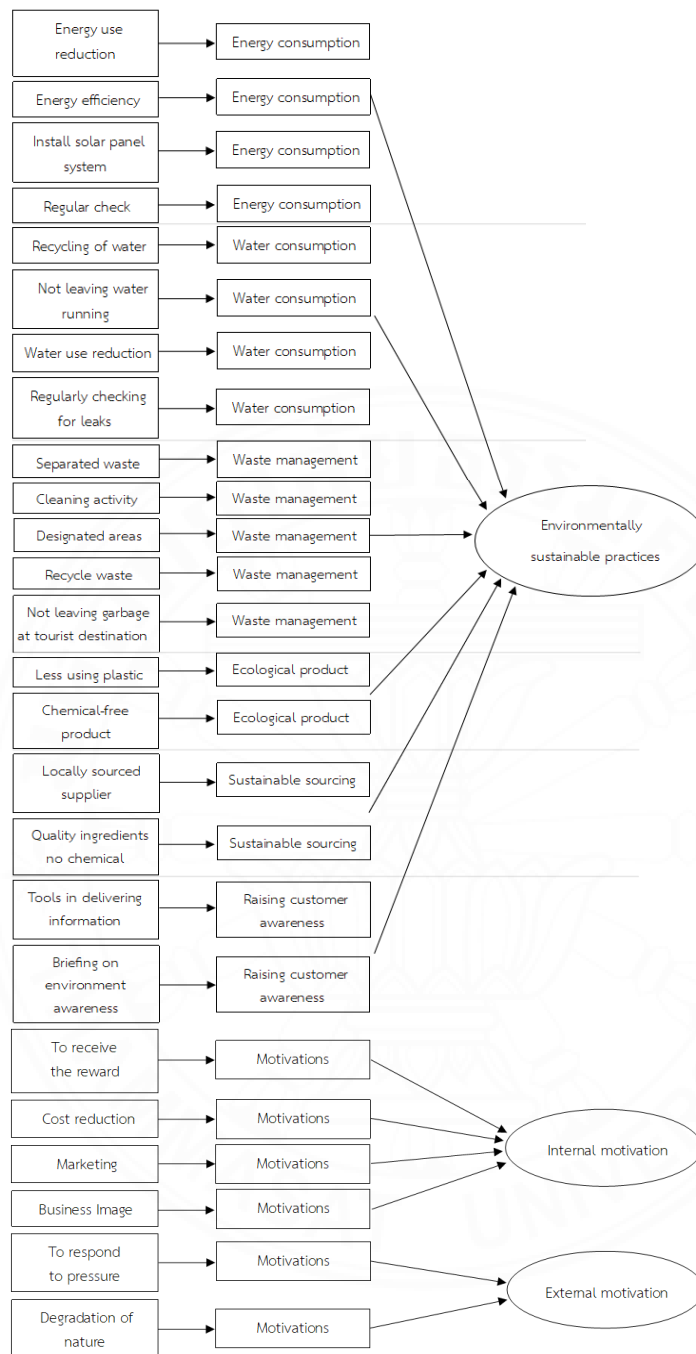 Energy use
reduction
Energy consumption
Energy efficiency
Energy consumption
Install solar panel
system
Energy consumption
Regular check
Energy consumption
Recycling of water
Water consumption
Not leaving water
running
Water consumption
Water use reduction
Water consumption
Regularly checking
for leaks
Water consumption
Separated waste
Waste management
Cleaning activity
Waste management
Designated areas
Waste management
Recycle waste
Waste management
Not leaving garbage
at tourist destination
Waste management
Environmentally
sustainable practices
Less using plastic
Ecological product
Chemical-free
product
Ecological product
Locally sourced
supplier
Sustainable sourcing
Quality ingredients
no chemical
Sustainable sourcing
Tools in delivering
information
Raising customer
awareness
Briefing on
environment
awareness
Raising customer
awareness
To receive
the reward
Motivations
Cost reduction
Motivations
Marketing
Motivations
Business Image
Motivations
Internal motivation
To respond
to pressure
Motivations
Degradation of
nature
Motivations
External motivation